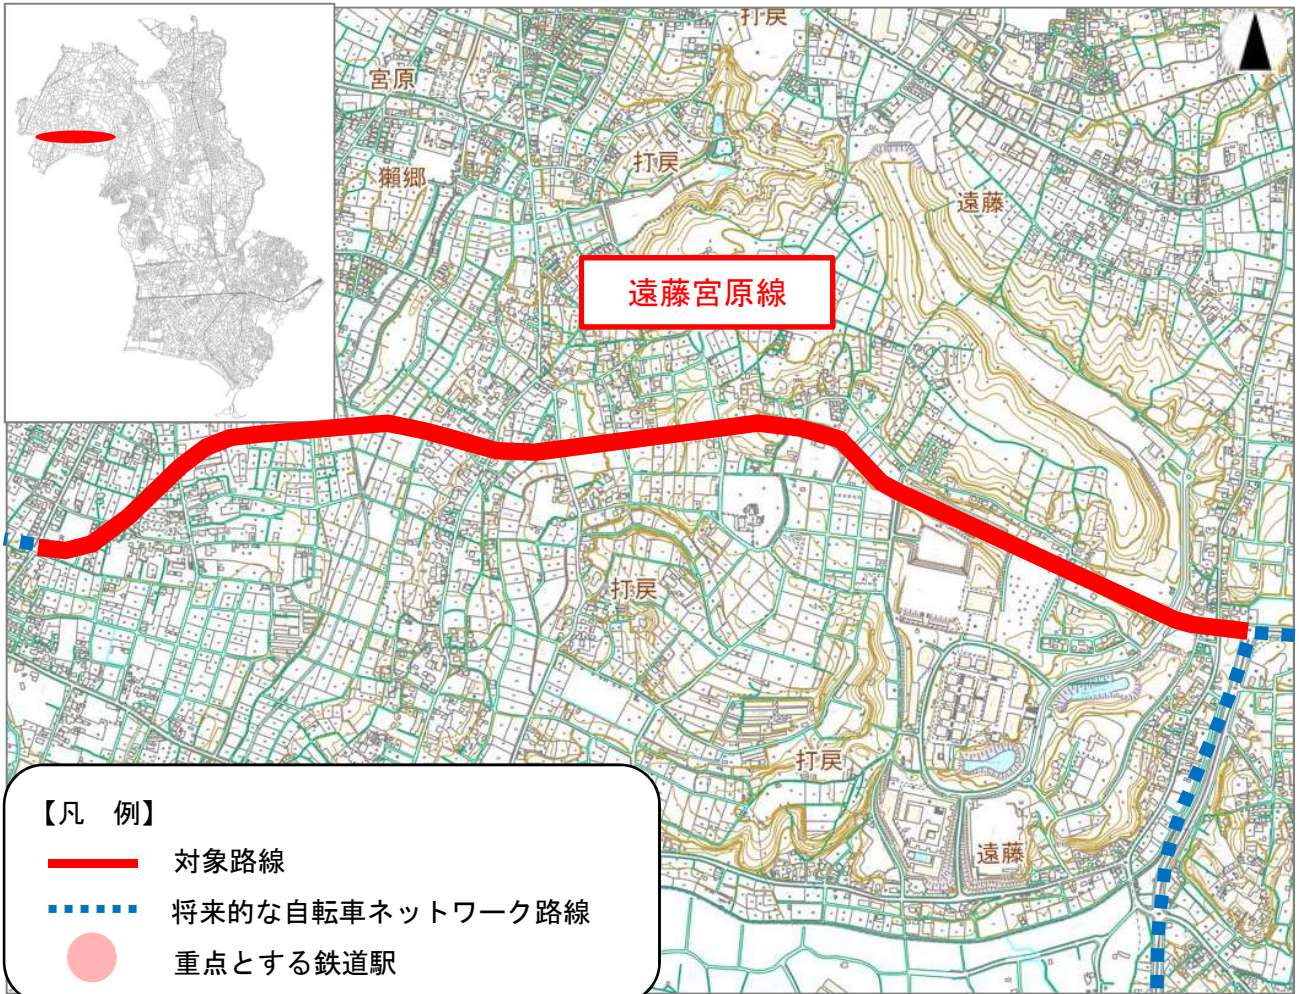 打戻
宮原
打戻
獺郷
遠藤
遠藤宮原線
打戻
打戻
遠藤
【凡　例】
対象路線
将来的な自転車ネットワーク路線
重点とする鉄道駅